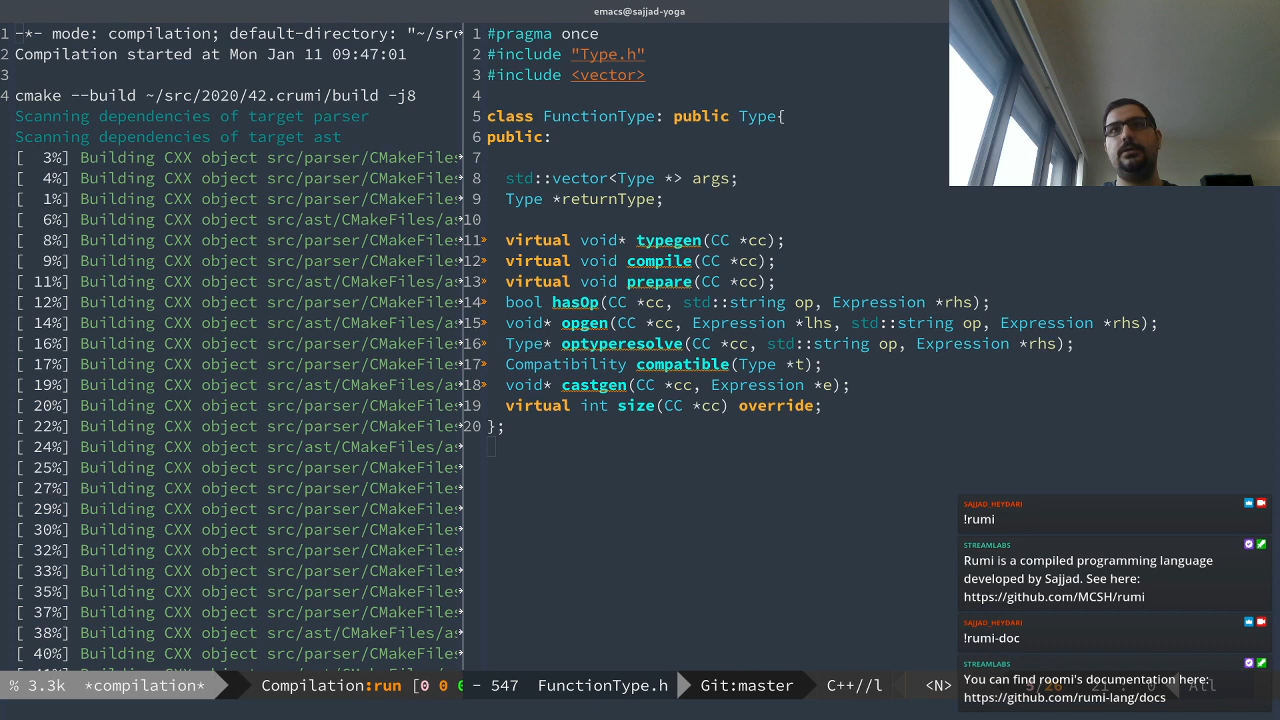 emacs@sajjad-yoga
1 -*- mode: compilation; default-directory: "~/src
2 Compilation started at Mon Jan 11 09:47:01
3
4 cmake --build ~/src/2020/42.crumi/build -j8
Scanning dependencies of target parser
Scanning dependencies of target ast
[  3%] Building CXX object src/parser/CMakeFiles
[  4%] Building CXX object src/parser/CMakeFiles
[  1%] Building CXX object src/parser/CMakeFiles
[  6%] Building CXX object src/ast/CMakeFiles/as
[  8%] Building CXX object src/parser/CMakeFiles
[  9%] Building CXX object src/parser/CMakeFiles
[ 11%] Building CXX object src/ast/CMakeFiles/as
[ 12%] Building CXX object src/parser/CMakeFiles
[ 14%] Building CXX object src/ast/CMakeFiles/as
[ 16%] Building CXX object src/parser/CMakeFiles
[ 17%] Building CXX object src/ast/CMakeFiles/as
[ 19%] Building CXX object src/ast/CMakeFiles/as
[ 20%] Building CXX object src/parser/CMakeFiles
[ 22%] Building CXX object src/parser/CMakeFiles
[ 24%] Building CXX object src/ast/CMakeFiles/as
[ 25%] Building CXX object src/parser/CMakeFiles
[ 27%] Building CXX object src/parser/CMakeFiles
[ 29%] Building CXX object src/parser/CMakeFiles
[ 30%] Building CXX object src/ast/CMakeFiles/as
[ 32%] Building CXX object src/ast/CMakeFiles/as
[ 33%] Building CXX object src/parser/CMakeFiles
[ 35%] Building CXX object src/ast/CMakeFiles/as
[ 37%] Building CXX object src/parser/CMakeFiles
[ 38%] Building CXX object src/ast/CMakeFiles/as
[ 40%] Building CXX object src/parser/CMakeFiles
% 3.3k *compilation* Compilation:run [0 0 0
1 #pragma once
2 #include "Type.h"
3 #include <vector>
4
5 class FunctionType: public Type{
6 public:
7
8   std::vector<Type *> args;
9   Type *returnType;
10
11»   virtual void* typegen(CC *cc);
12»   virtual void compile(CC *cc);
13»   virtual void prepare(CC *cc);
14»   bool hasOp(CC *cc, std::string op, Expression *rhs);
15»   void* opgen(CC *cc, Expression *lhs, std::string op, Expression *rhs);
16»   Type* optyperesolve(CC *cc, std::string op, Expression *rhs);
17»   Compatibility compatible(Type *t);
18»   void* castgen(CC *cc, Expression *e);
19   virtual int size(CC *cc) override;
20 };
- 547 FunctionType.h Git:master C++//l <N> 21 : 0 All
SAJJAD_HEYDARI
!rumi
STREAMLABS
Rumi is a compiled programming language
developed by Sajjad. See here:
https://github.com/MCSH/rumi
SAJJAD_HEYDARI
!rumi-doc
STREAMLABS
You can find roomi's documentation here:
https://github.com/rumi-lang/docs